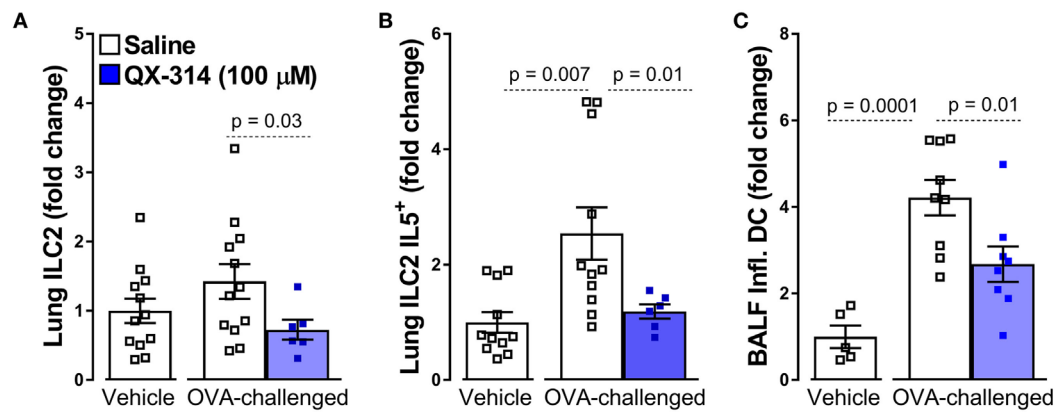 A
Lung ILC2 (fold change)
5
4
3
2
1
0
Saline
QX-314 (100 µM)
p = 0.03
Vehicle
OVA-challenged
B
Lung ILC2 IL5+ (fold change)
6
4
2
0
p = 0.007
p = 0.01
Vehicle
OVA-challenged
C
BALF Infl. DC (fold change)
8
6
4
2
0
p = 0.0001
p = 0.01
Vehicle
OVA-challenged